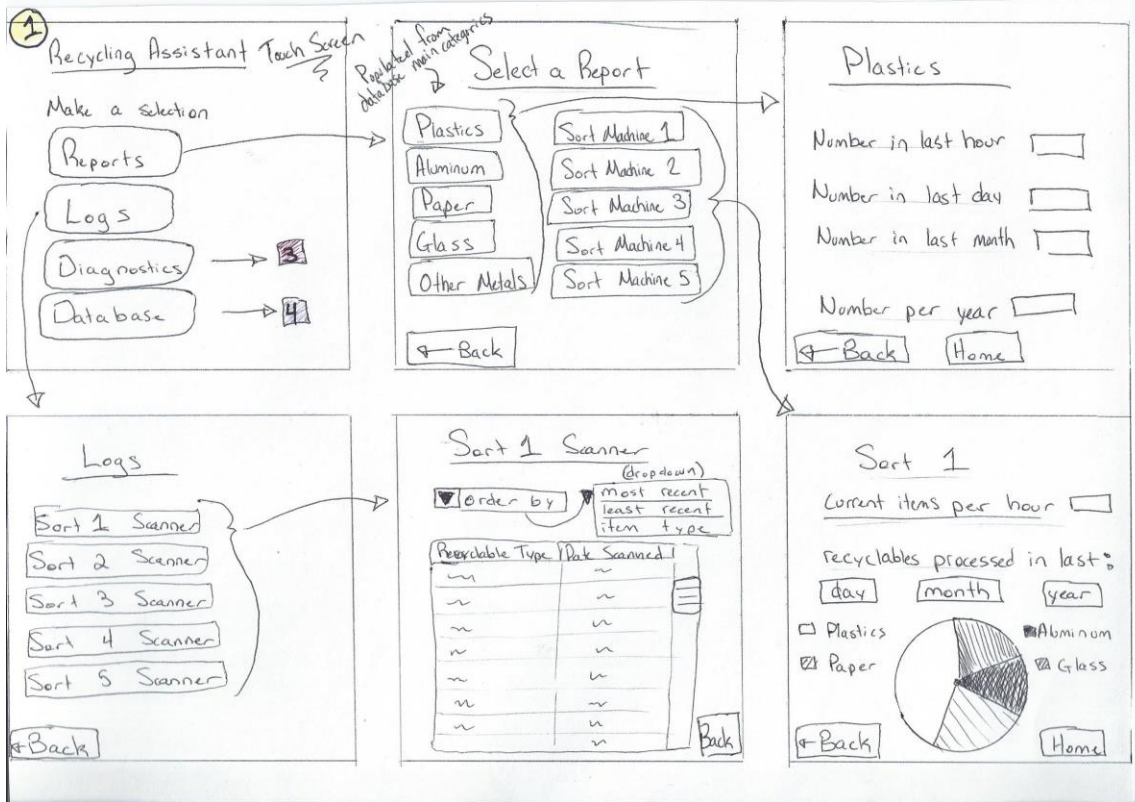 1
Recycling Assistant Touch Screen
Make a selection
Reports
Logs
Diagnostics
3
Database
4
Populated from
database main categories
Select a Report
Plastics
Aluminum
Paper
Glass
Other Metals
Sort Machine 1
Sort Machine 2
Sort Machine 3
Sort Machine 4
Sort Machine 5
Back
Plastics
Number in last hour
Number in last day
Number in last month
Number per year
Back
Home
Logs
Sort 1 Scanner
Sort 2 Scanner
Sort 3 Scanner
Sort 4 Scanner
Sort 5 Scanner
Back
Sort 1 Scanner
(dropdown)
order by
most recent
least recent
item type
Recyclable Type Date Scanned
Back
Sort 1
Current items per hour
recyclables processed in last:
day month year
Plastics
Paper
Aluminum
Glass
Back
Home